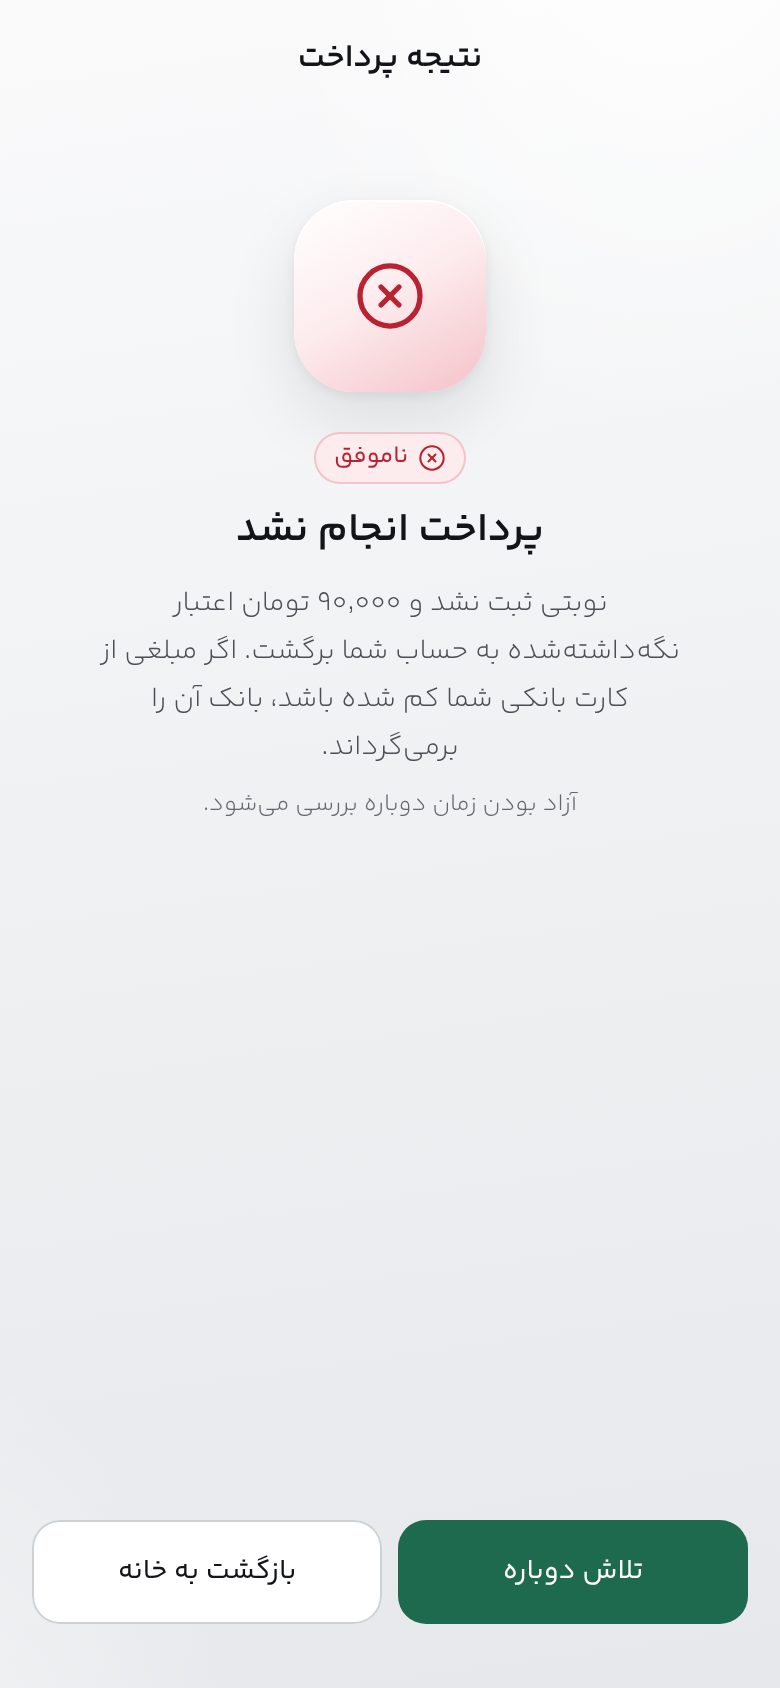 نتیجه پرداخت
ناموفق
پرداخت انجام نشد
نوبتی ثبت نشد و ۹۰,۰۰۰ تومان اعتبار
نگه‌داشته‌شده به حساب شما برگشت. اگر مبلغی از
کارت بانکی شما کم شده باشد، بانک آن را
برمی‌گرداند.
آزاد بودن زمان دوباره بررسی می‌شود.
تلاش دوباره
بازگشت به خانه